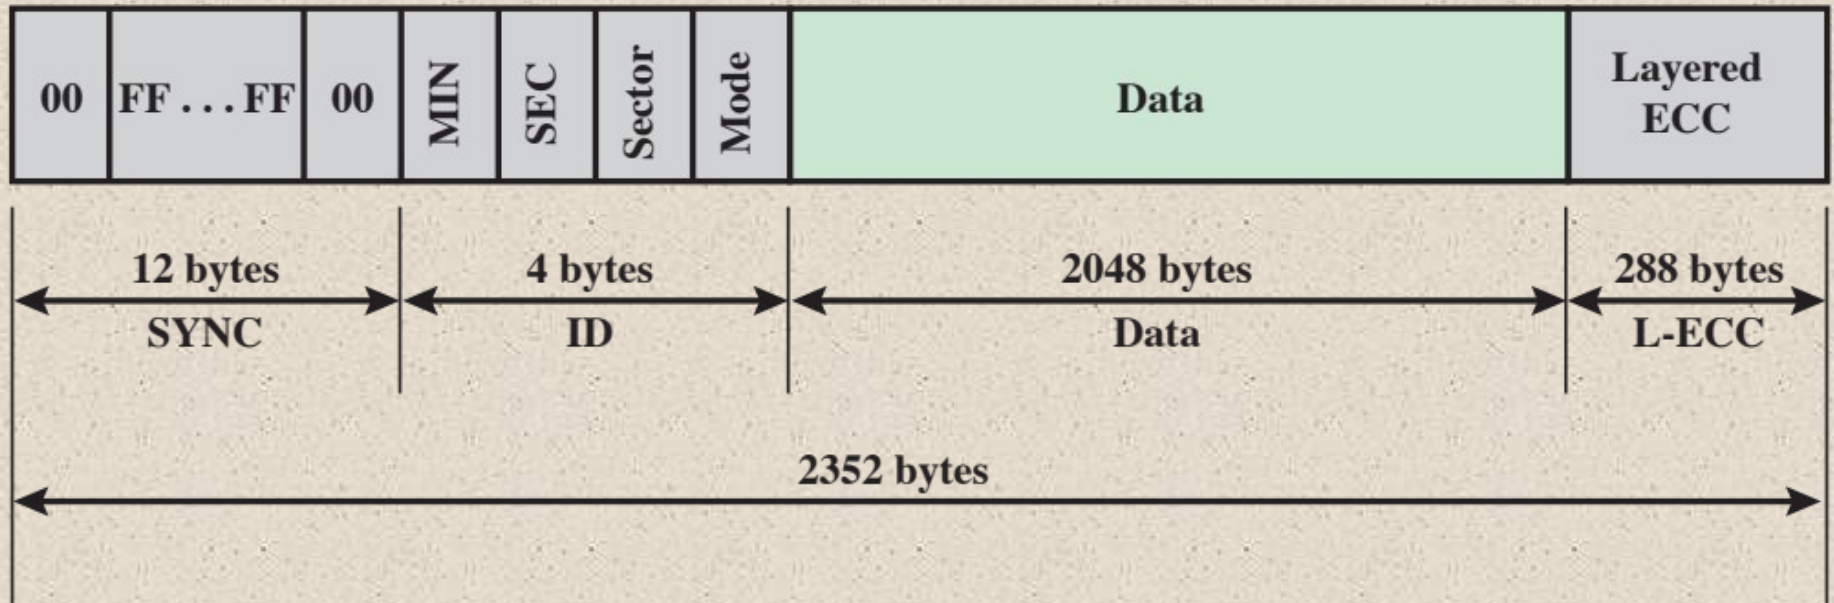 00 FF . . . FF 00 MIN SEC Sector Mode Data Layered
ECC
12 bytes 4 bytes 2048 bytes 288 bytes
SYNC ID Data L-ECC
2352 bytes